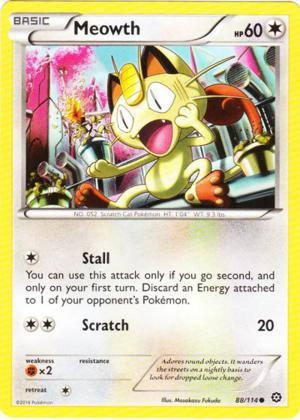 BASIC
Meowth
HP60
NO. 052 Scratch Cat Pokémon HT. 1'04" WT. 9.3 lbs.
Stall
You can use this attack only if you go second, and
only on your first turn. Discard an Energy attached
to 1 of your opponent's Pokémon.
Scratch 20
weakness resistance
×2
Adores round objects. It wanders
the streets on a nightly basis to
look for dropped loose change.
retreat
Illus. Masakazu Fukuda
88/114
©2016 Pokémon